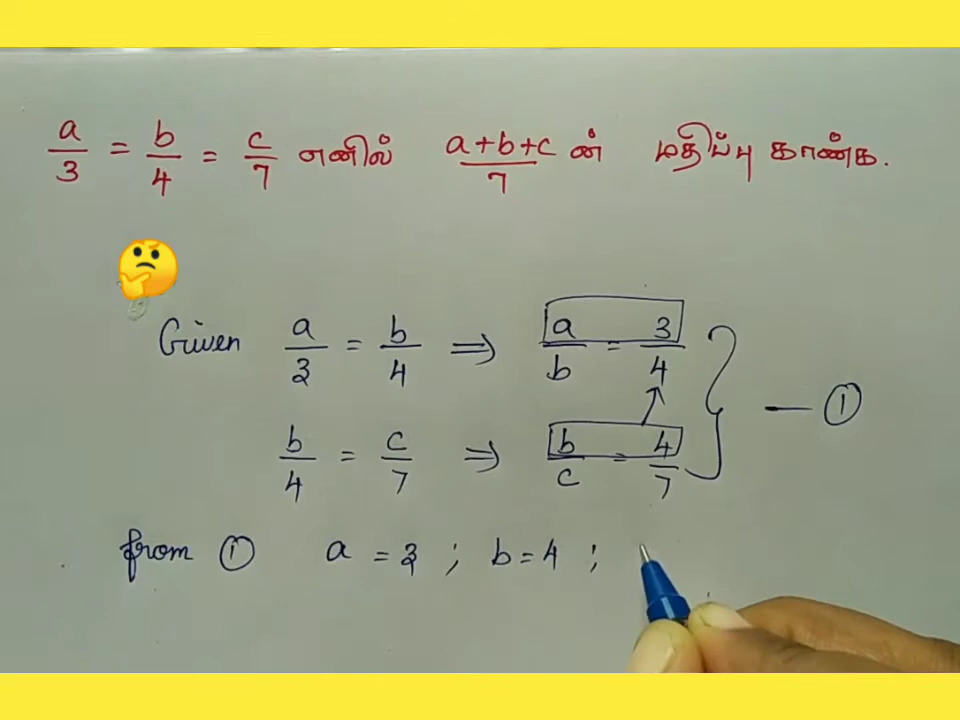 a/3 = b/4 = c/7 எனில் a+b+c/7 ன் மதிப்பு காண்க.
Given a/3 = b/4 ⇒ a/b = 3/4
b/4 = c/7 ⇒ b/c = 4/7 — ①
from ① a = 3 ; b = 4 ;